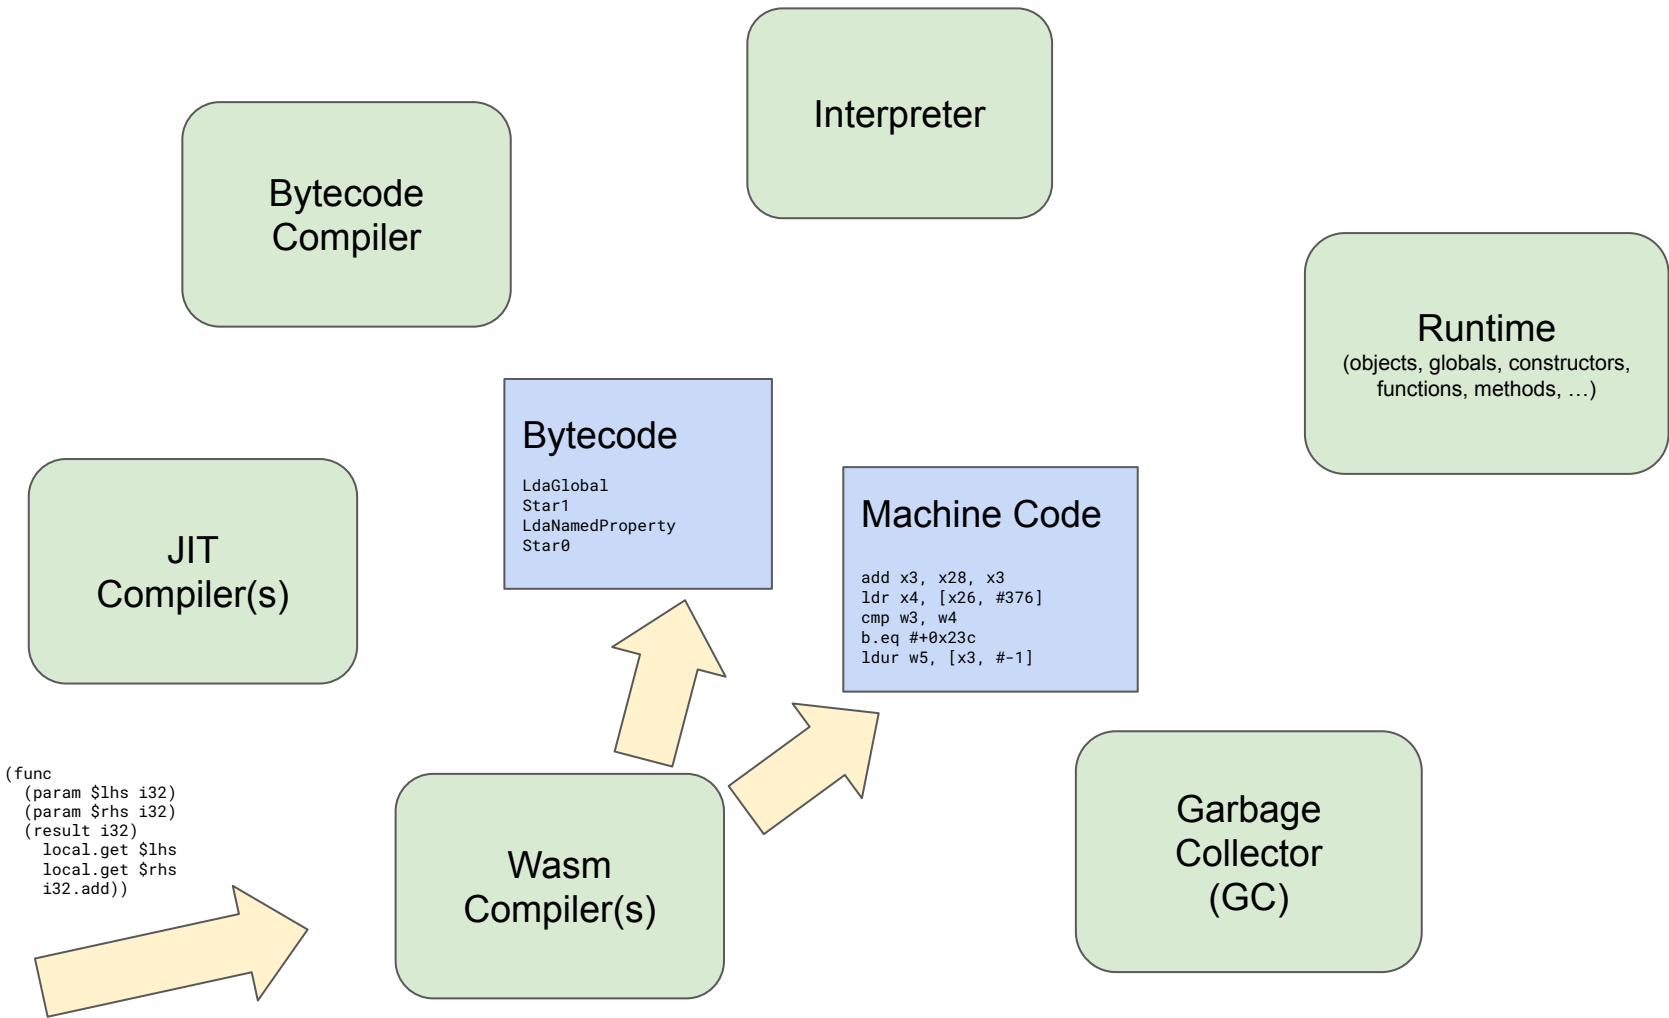 Interpreter
Bytecode
Compiler
Runtime
(objects, globals, constructors,
functions, methods, …)
Bytecode
LdaGlobal
Star1
LdaNamedProperty
Star0
Machine Code
add x3, x28, x3
ldr x4, [x26, #376]
cmp w3, w4
b.eq #+0x23c
ldur w5, [x3, #-1]
JIT
Compiler(s)
(func
  (param $lhs i32)
  (param $rhs i32)
  (result i32)
    local.get $lhs
    local.get $rhs
    i32.add))
Wasm
Compiler(s)
Garbage
Collector
(GC)